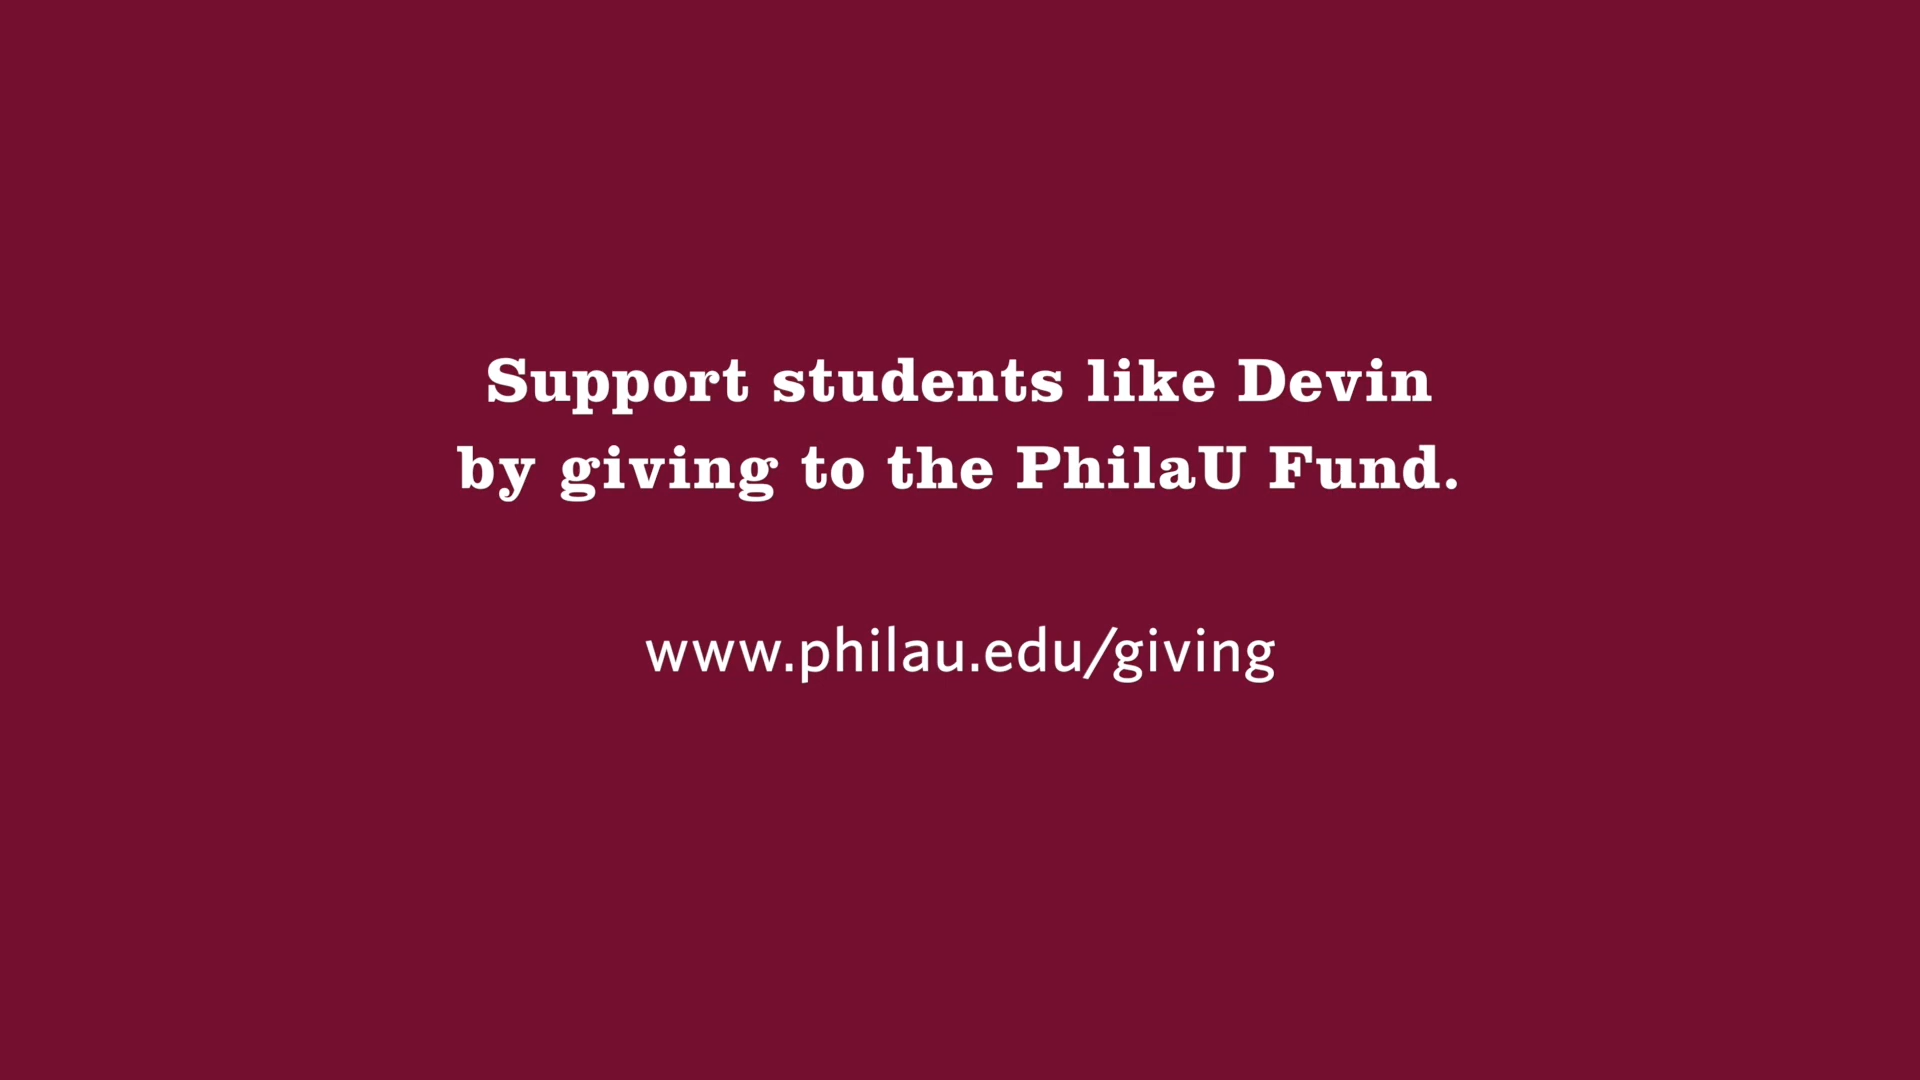 Support students like Devin
by giving to the PhilaU Fund.
www.philau.edu/giving